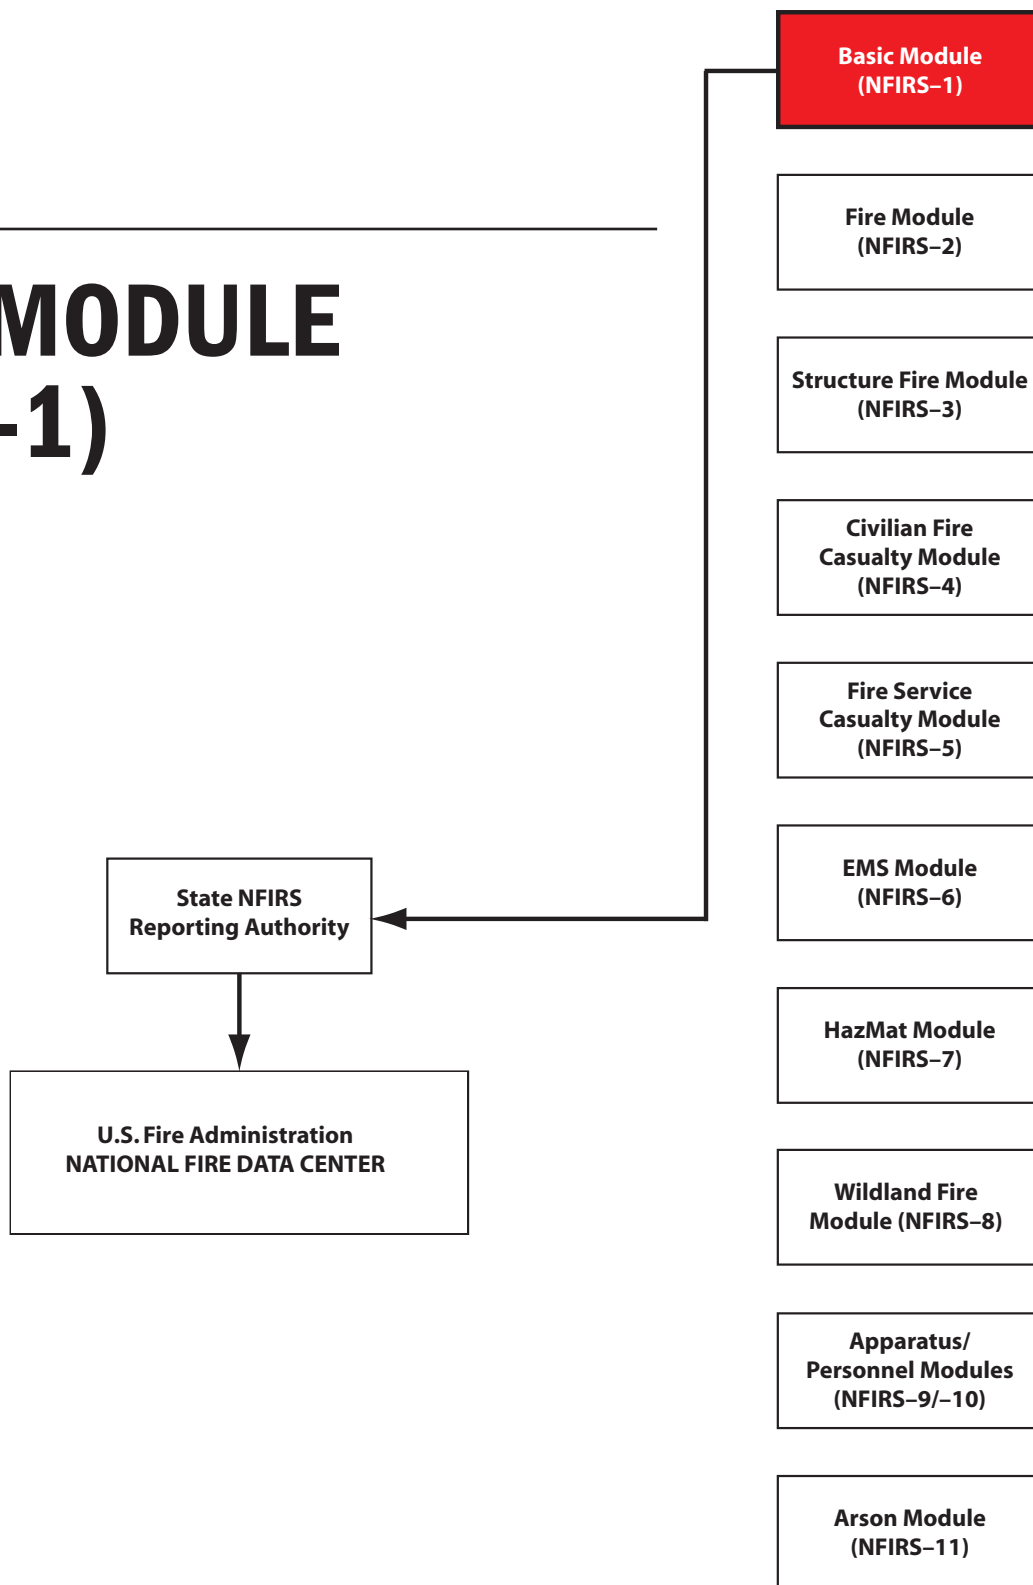 MODULE
-1)
Basic Module
(NFIRS–1)
Fire Module
(NFIRS–2)
Structure Fire Module
(NFIRS–3)
Civilian Fire
Casualty Module
(NFIRS–4)
Fire Service
Casualty Module
(NFIRS–5)
EMS Module
(NFIRS–6)
HazMat Module
(NFIRS–7)
Wildland Fire
Module (NFIRS–8)
Apparatus/
Personnel Modules
(NFIRS–9/–10)
Arson Module
(NFIRS–11)
State NFIRS
Reporting Authority
U.S. Fire Administration
NATIONAL FIRE DATA CENTER